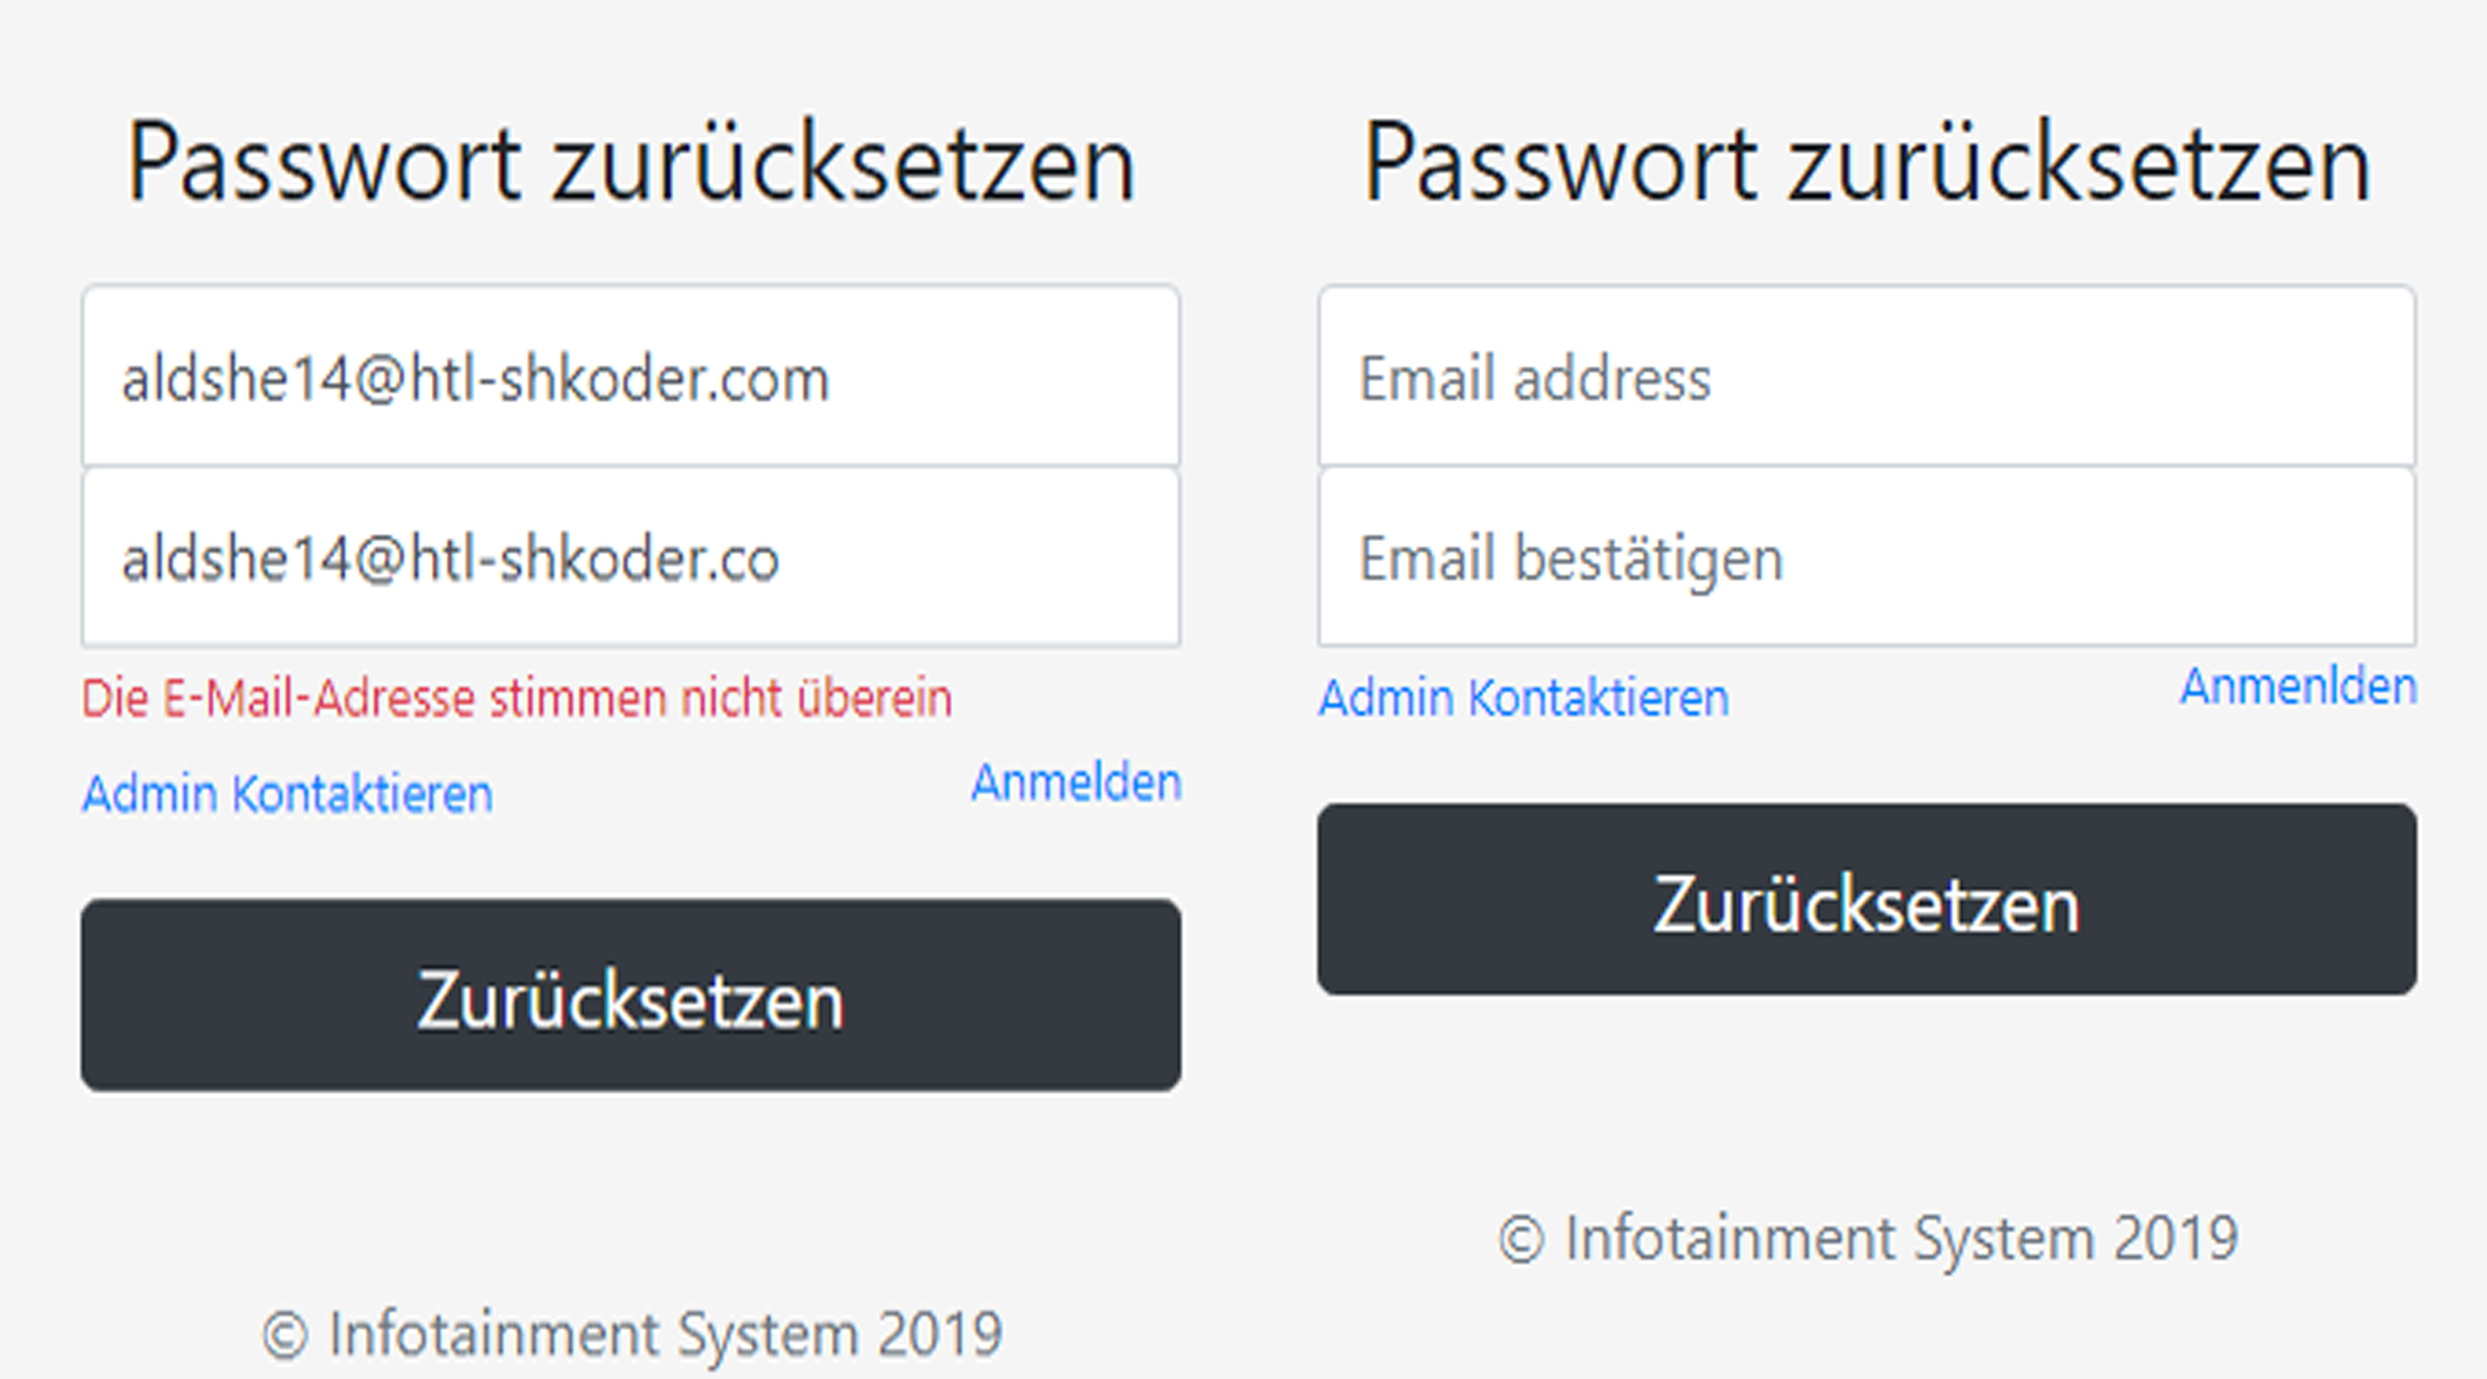 Passwort zurücksetzen
aldshe14@htl-shkoder.com
aldshe14@htl-shkoder.co
Die E-Mail-Adresse stimmen nicht überein
Admin Kontaktieren
Anmelden
Zurücksetzen
© Infotainment System 2019
Passwort zurücksetzen
Email address
Email bestätigen
Admin Kontaktieren
Anmenlden
Zurücksetzen
© Infotainment System 2019